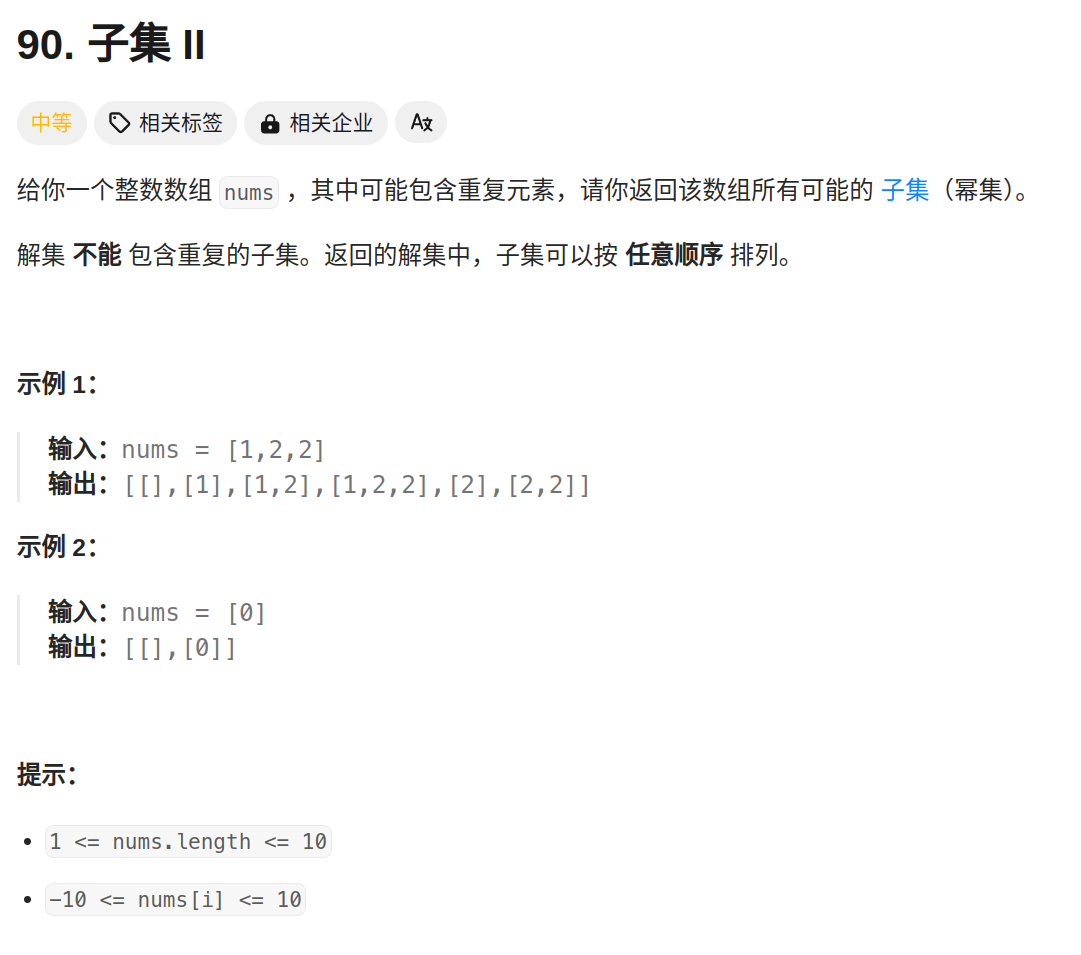 90. 子集 II
中等 相关标签 相关企业
给你一个整数数组 nums ，其中可能包含重复元素，请你返回该数组所有可能的 子集（幂集）。
解集 不能 包含重复的子集。返回的解集中，子集可以按 任意顺序 排列。
示例 1：
输入：nums = [1,2,2]
输出：[[],[1],[1,2],[1,2,2],[2],[2,2]]
示例 2：
输入：nums = [0]
输出：[[],[0]]
提示：
1 <= nums.length <= 10
-10 <= nums[i] <= 10